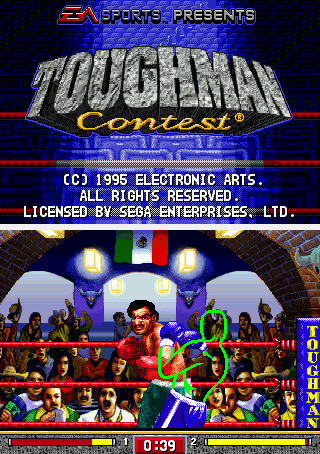 EA SPORTS™ PRESENTS
TOUGHMAN
Contest®
(C) 1995 ELECTRONIC ARTS.
ALL RIGHTS RESERVED.
LICENSED BY SEGA ENTERPRISES, LTD.
TOUGHMAN
1 0:39 2